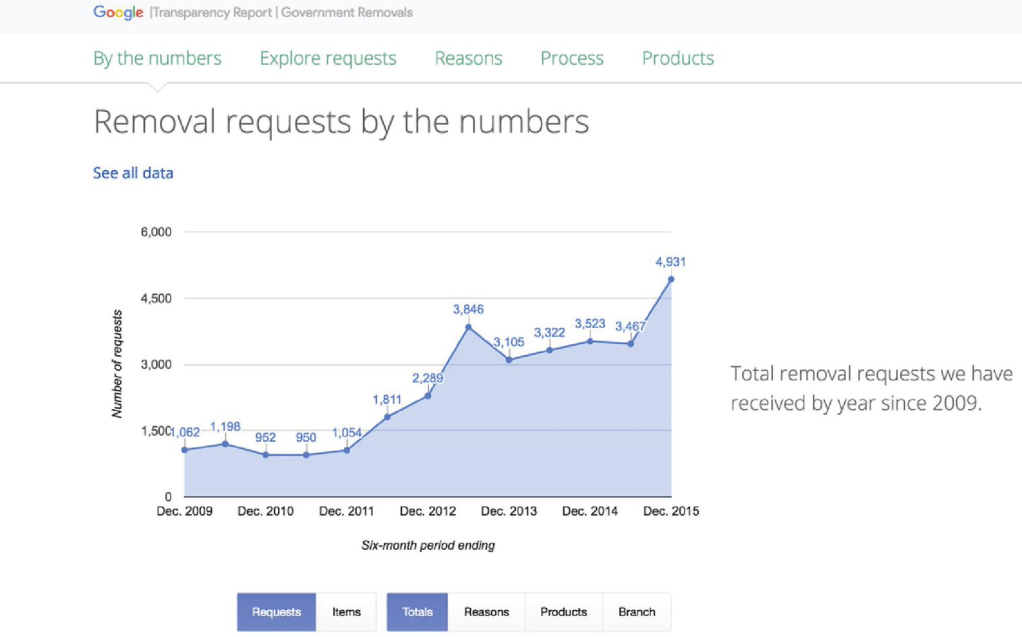 Google |Transparency Report | Government Removals
By the numbers Explore requests Reasons Process Products
Removal requests by the numbers
See all data
6,000
4,931
4,500
3,846
3,105 3,322 3,523 3,467
3,000
2,289
1,811
1,500
1,062 1,198 952 950 1,054
0
Number of requests
Dec. 2009 Dec. 2010 Dec. 2011 Dec. 2012 Dec. 2013 Dec. 2014 Dec. 2015
Six-month period ending
Total removal requests we have
received by year since 2009.
Requests Items Totals Reasons Products Branch